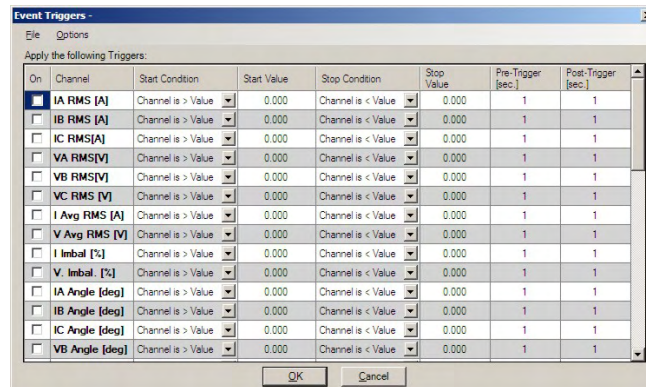 Event Triggers -
File Options
Apply the following Triggers:
On Channel Start Condition Start Value Stop Condition Stop Value Pre-Trigger [sec.] Post-Trigger [sec.]
IA RMS [A] Channel is > Value 0.000 Channel is < Value 0.000 1 1
IB RMS [A] Channel is > Value 0.000 Channel is < Value 0.000 1 1
IC RMS[A] Channel is > Value 0.000 Channel is < Value 0.000 1 1
VA RMS[V] Channel is > Value 0.000 Channel is < Value 0.000 1 1
VB RMS[V] Channel is > Value 0.000 Channel is < Value 0.000 1 1
VC RMS [V] Channel is > Value 0.000 Channel is < Value 0.000 1 1
I Avg RMS [A] Channel is > Value 0.000 Channel is < Value 0.000 1 1
V Avg RMS [V] Channel is > Value 0.000 Channel is < Value 0.000 1 1
I Imbal [%] Channel is > Value 0.000 Channel is < Value 0.000 1 1
V. Imbal. [%] Channel is > Value 0.000 Channel is < Value 0.000 1 1
IA Angle [deg] Channel is > Value 0.000 Channel is < Value 0.000 1 1
IB Angle [deg] Channel is > Value 0.000 Channel is < Value 0.000 1 1
IC Angle [deg] Channel is > Value 0.000 Channel is < Value 0.000 1 1
VB Angle [deg] Channel is > Value 0.000 Channel is < Value 0.000 1 1
OK Cancel